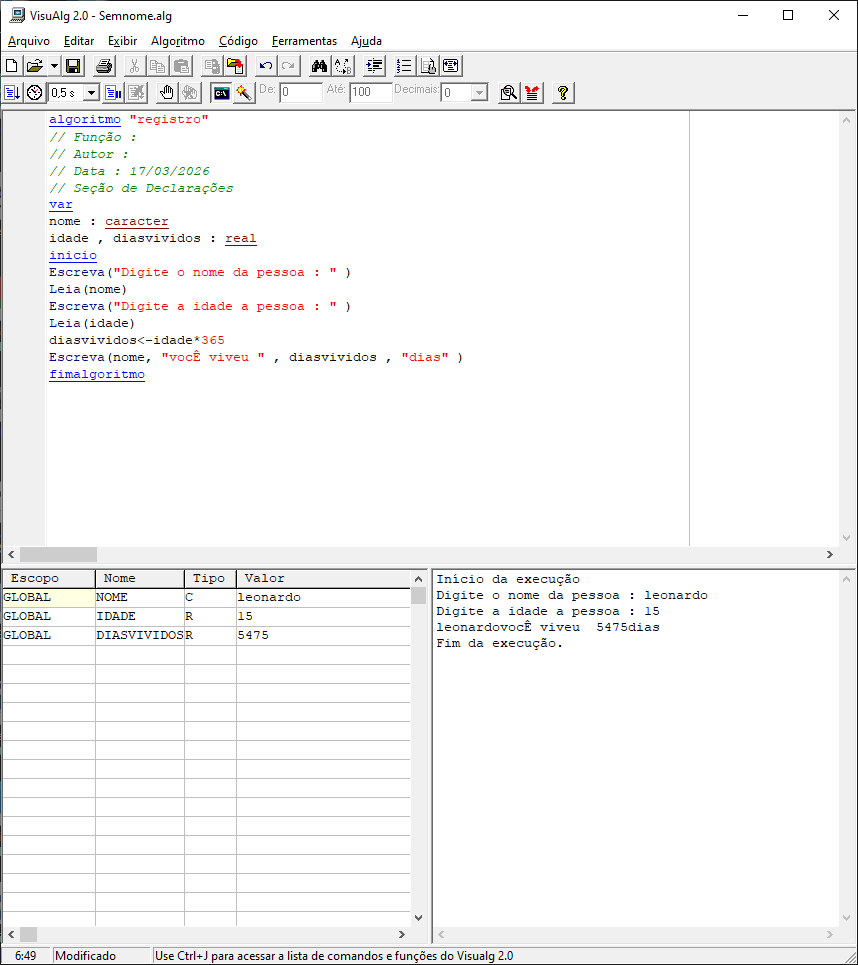 VisuAlg 2.0 - Semnome.alg
Arquivo Editar Exibir Algoritmo Código Ferramentas Ajuda
De: 0 Até: 100 Decimais: 0
0,5 s
algoritmo "registro"
// Função :
// Autor :
// Data : 17/03/2026
// Seção de Declarações
var
nome : caracter
idade , diasvividos : real
inicio
Escreva("Digite o nome da pessoa : " )
Leia(nome)
Escreva("Digite a idade a pessoa : " )
Leia(idade)
diasvividos<-idade*365
Escreva(nome, "vocÊ viveu " , diasvividos , "dias" )
fimalgoritmo
Escopo Nome Tipo Valor
GLOBAL NOME C leonardo
GLOBAL IDADE R 15
GLOBAL DIASVIVIDOS R 5475
Início da execução
Digite o nome da pessoa : leonardo
Digite a idade a pessoa : 15
leonardovocÊ viveu  5475dias
Fim da execução.
6:49 Modificado Use Ctrl+J para acessar a lista de comandos e funções do Visualg 2.0